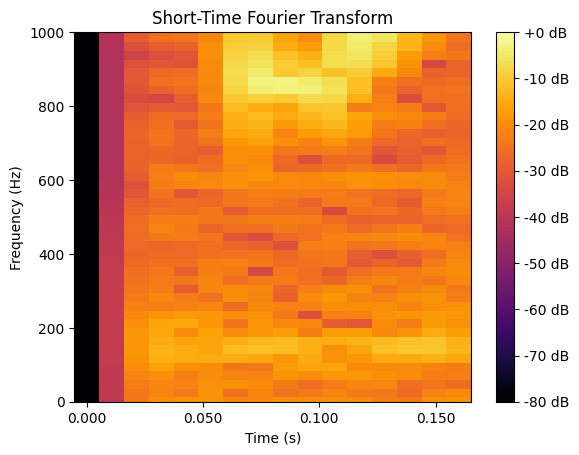 Short-Time Fourier Transform
1000
800
600
400
200
0
Frequency (Hz)
0.000
0.050
0.100
0.150
Time (s)
+0 dB
-10 dB
-20 dB
-30 dB
-40 dB
-50 dB
-60 dB
-70 dB
-80 dB